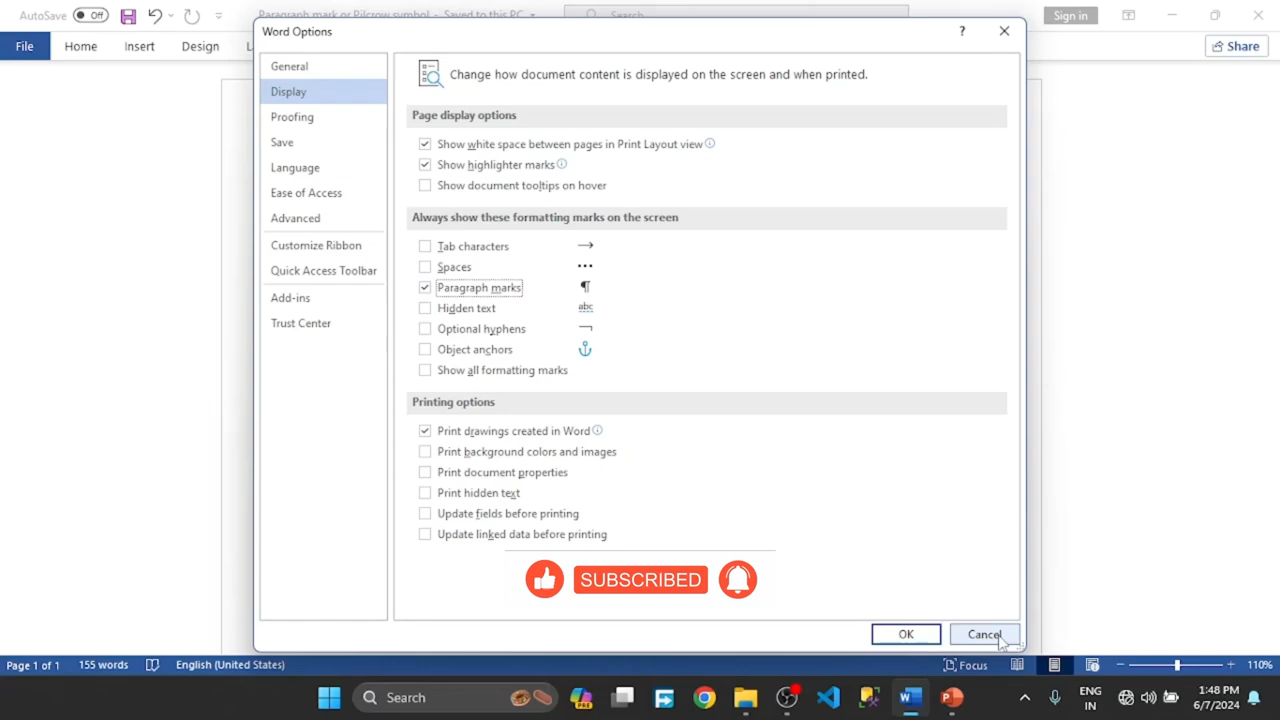 AutoSave Off Paragraph mark or Pilcrow symbol - Saved to this PC Search Sign in
File Home Insert Design Share
Word Options ?
General
Display
Proofing
Save
Language
Ease of Access
Advanced
Customize Ribbon
Quick Access Toolbar
Add-ins
Trust Center
Change how document content is displayed on the screen and when printed.
Page display options
Show white space between pages in Print Layout view
Show highlighter marks
Show document tooltips on hover
Always show these formatting marks on the screen
Tab characters →
Spaces •••
Paragraph marks ¶
Hidden text abc
Optional hyphens ¬
Object anchors
Show all formatting marks
Printing options
Print drawings created in Word
Print background colors and images
Print document properties
Print hidden text
Update fields before printing
Update linked data before printing
SUBSCRIBED
OK Cancel
Page 1 of 1 155 words English (United States) Focus 110%
Search ENG IN 1:48 PM
6/7/2024